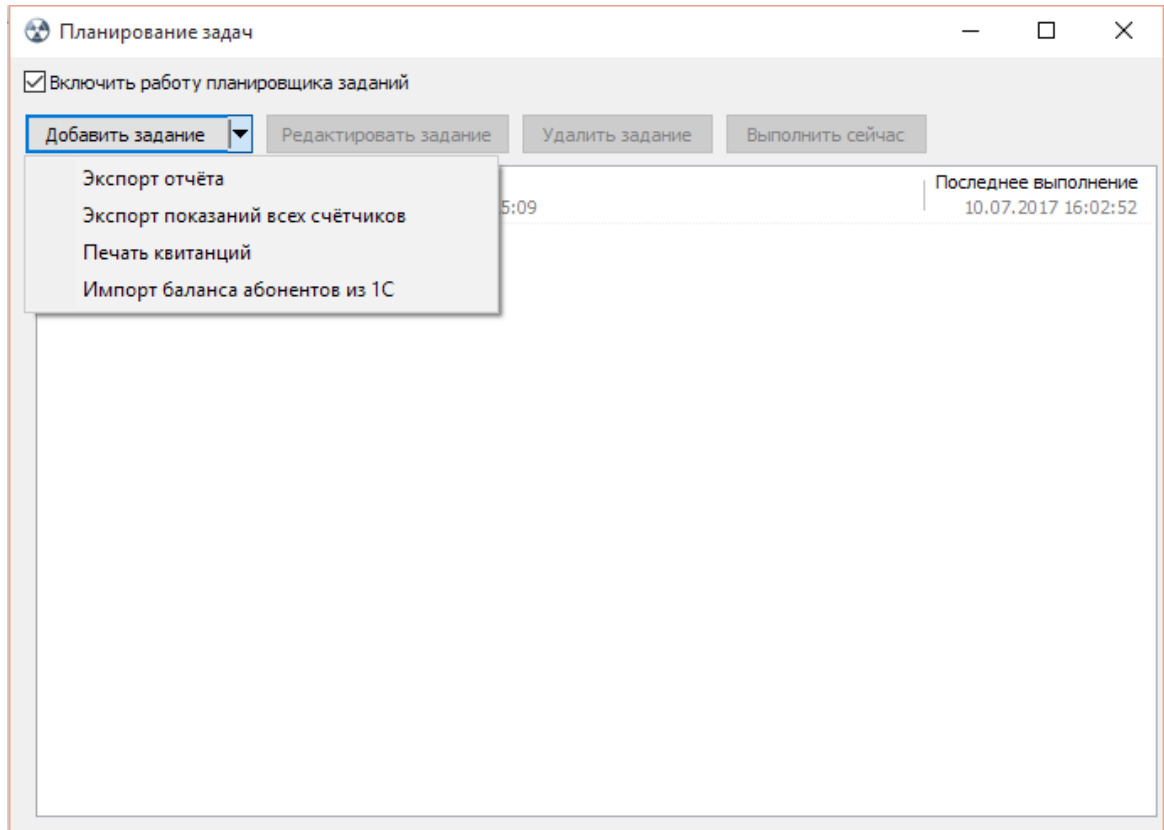 Планирование задач
Включить работу планировщика заданий
Добавить задание
Редактировать задание
Удалить задание
Выполнить сейчас
Экспорт отчёта
Экспорт показаний всех счётчиков
Печать квитанций
Импорт баланса абонентов из 1С
5:09
Последнее выполнение
10.07.2017 16:02:52